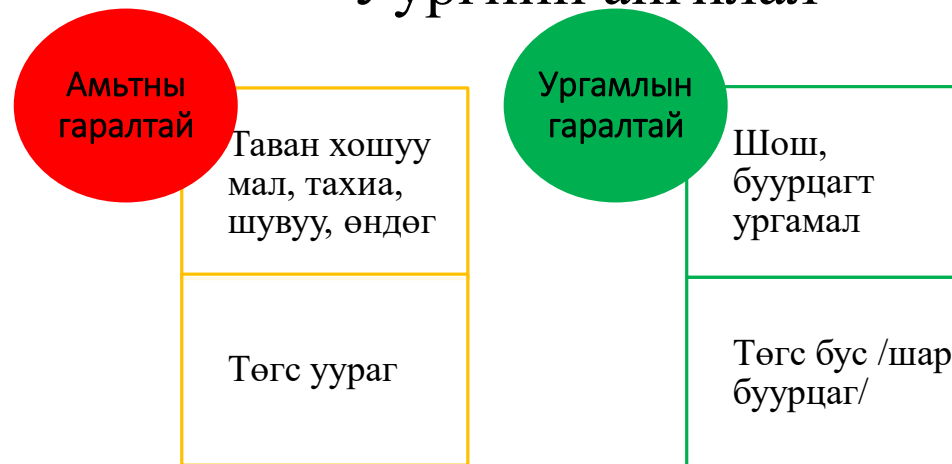 Амьтны
гаралтай
Таван хошуу
мал, тахиа,
шувуу, өндөг
Төгс уураг
Ургамлын
гаралтай
Шош,
буурцагт
ургамал
Төгс бус /шар
буурцаг/